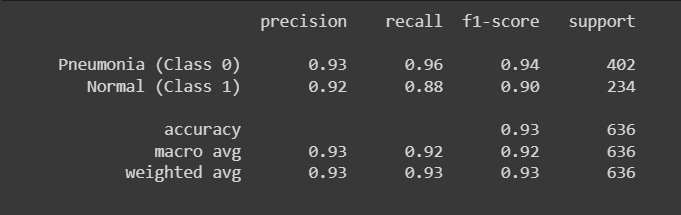 precision recall f1-score support
Pneumonia (Class 0) 0.93 0.96 0.94 402
Normal (Class 1) 0.92 0.88 0.90 234
accuracy 0.93 636
macro avg 0.93 0.92 0.92 636
weighted avg 0.93 0.93 0.93 636